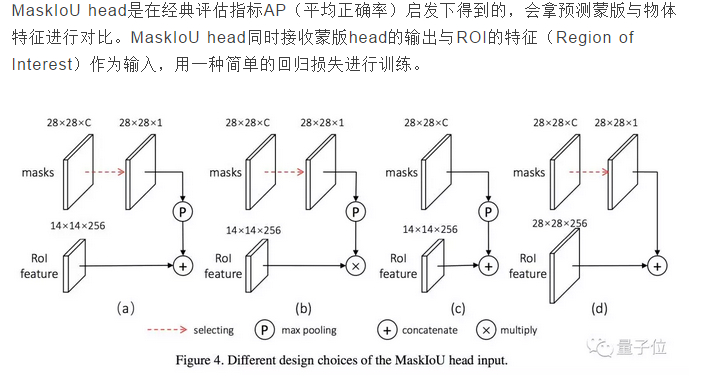 MaskIoU head是在经典评估指标AP（平均正确率）启发下得到的，会拿预测蒙版与物体
特征进行对比。MaskIoU head同时接收蒙版head的输出与ROI的特征（Region of
Interest）作为输入，用一种简单的回归损失进行训练。
28×28×C 28×28×1 28×28×C 28×28×1 28×28×C 28×28×C 28×28×1
masks masks masks masks
P P P
14×14×256 14×14×256 14×14×256 28×28×256
RoI feature + RoI feature × RoI feature + RoI feature +
(a) (b) (c) (d)
selecting P max pooling + concatenate × multiply
量子位
Figure 4. Different design choices of the MaskIoU head input.